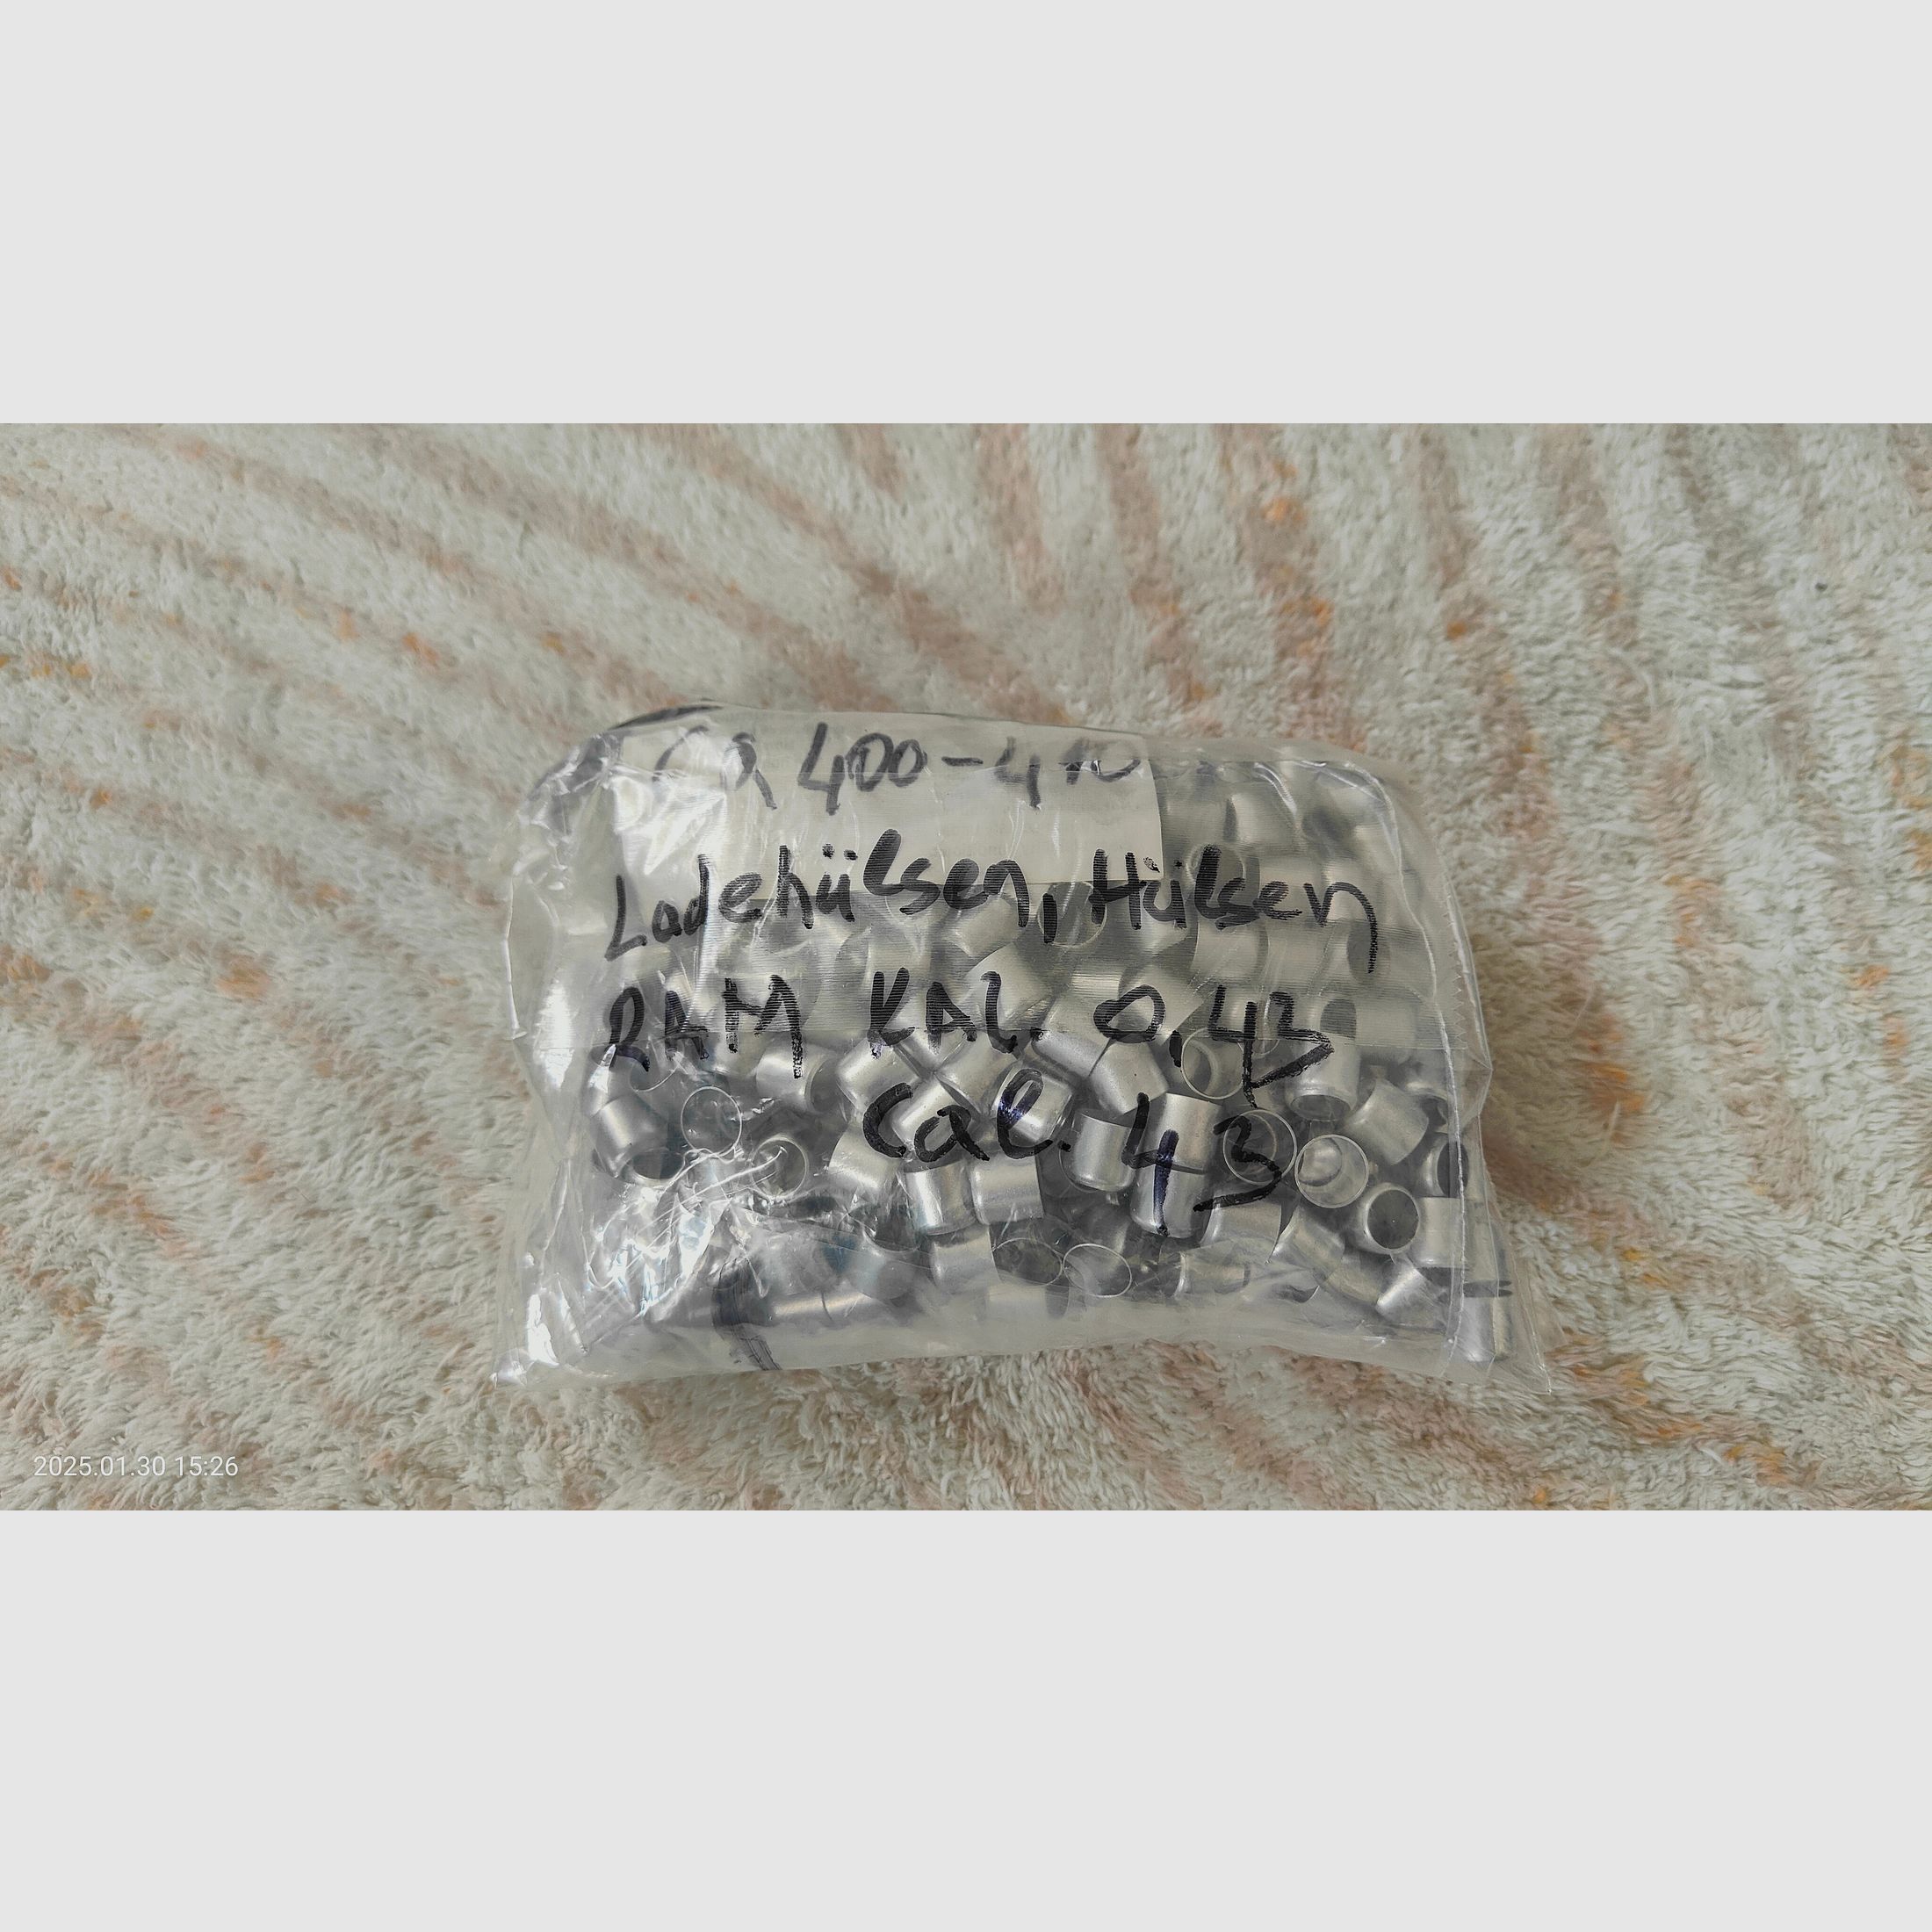 ca 400-410
Ladehülsen, Hülsen
RAM KAL. 0,43
Cal. 43
2025.01.30 15:26